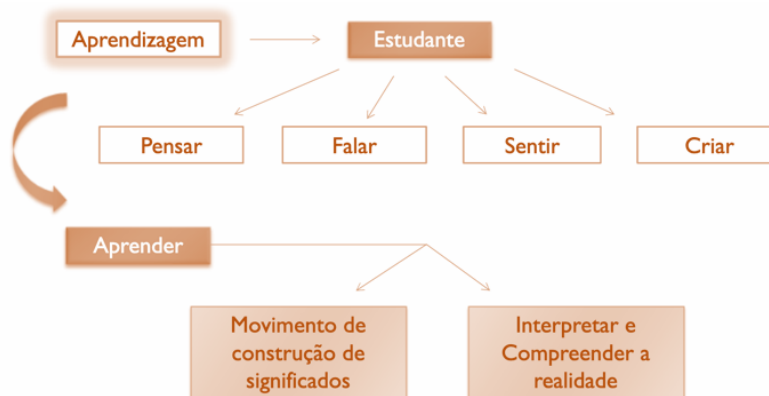 Aprendizagem
Estudante
Pensar
Falar
Sentir
Criar
Aprender
Movimento de
construção de
significados
Interpretar e
Compreender a
realidade